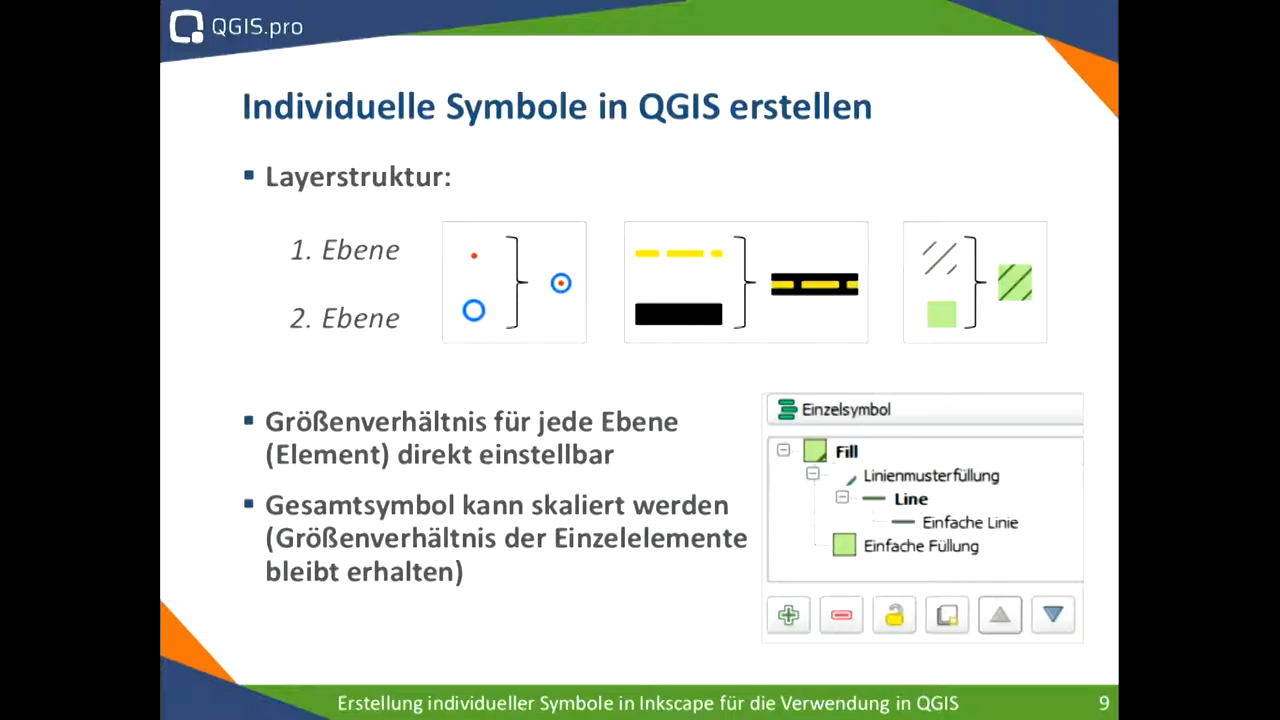 QGIS.pro
Individuelle Symbole in QGIS erstellen
Layerstruktur:
1. Ebene
2. Ebene
Größenverhältnis für jede Ebene
(Element) direkt einstellbar
Gesamtsymbol kann skaliert werden
(Größenverhältnis der Einzelelemente
bleibt erhalten)
Einzelsymbol
Fill
Linienmusterfüllung
Line
Einfache Linie
Einfache Füllung
Erstellung individueller Symbole in Inkscape für die Verwendung in QGIS
9